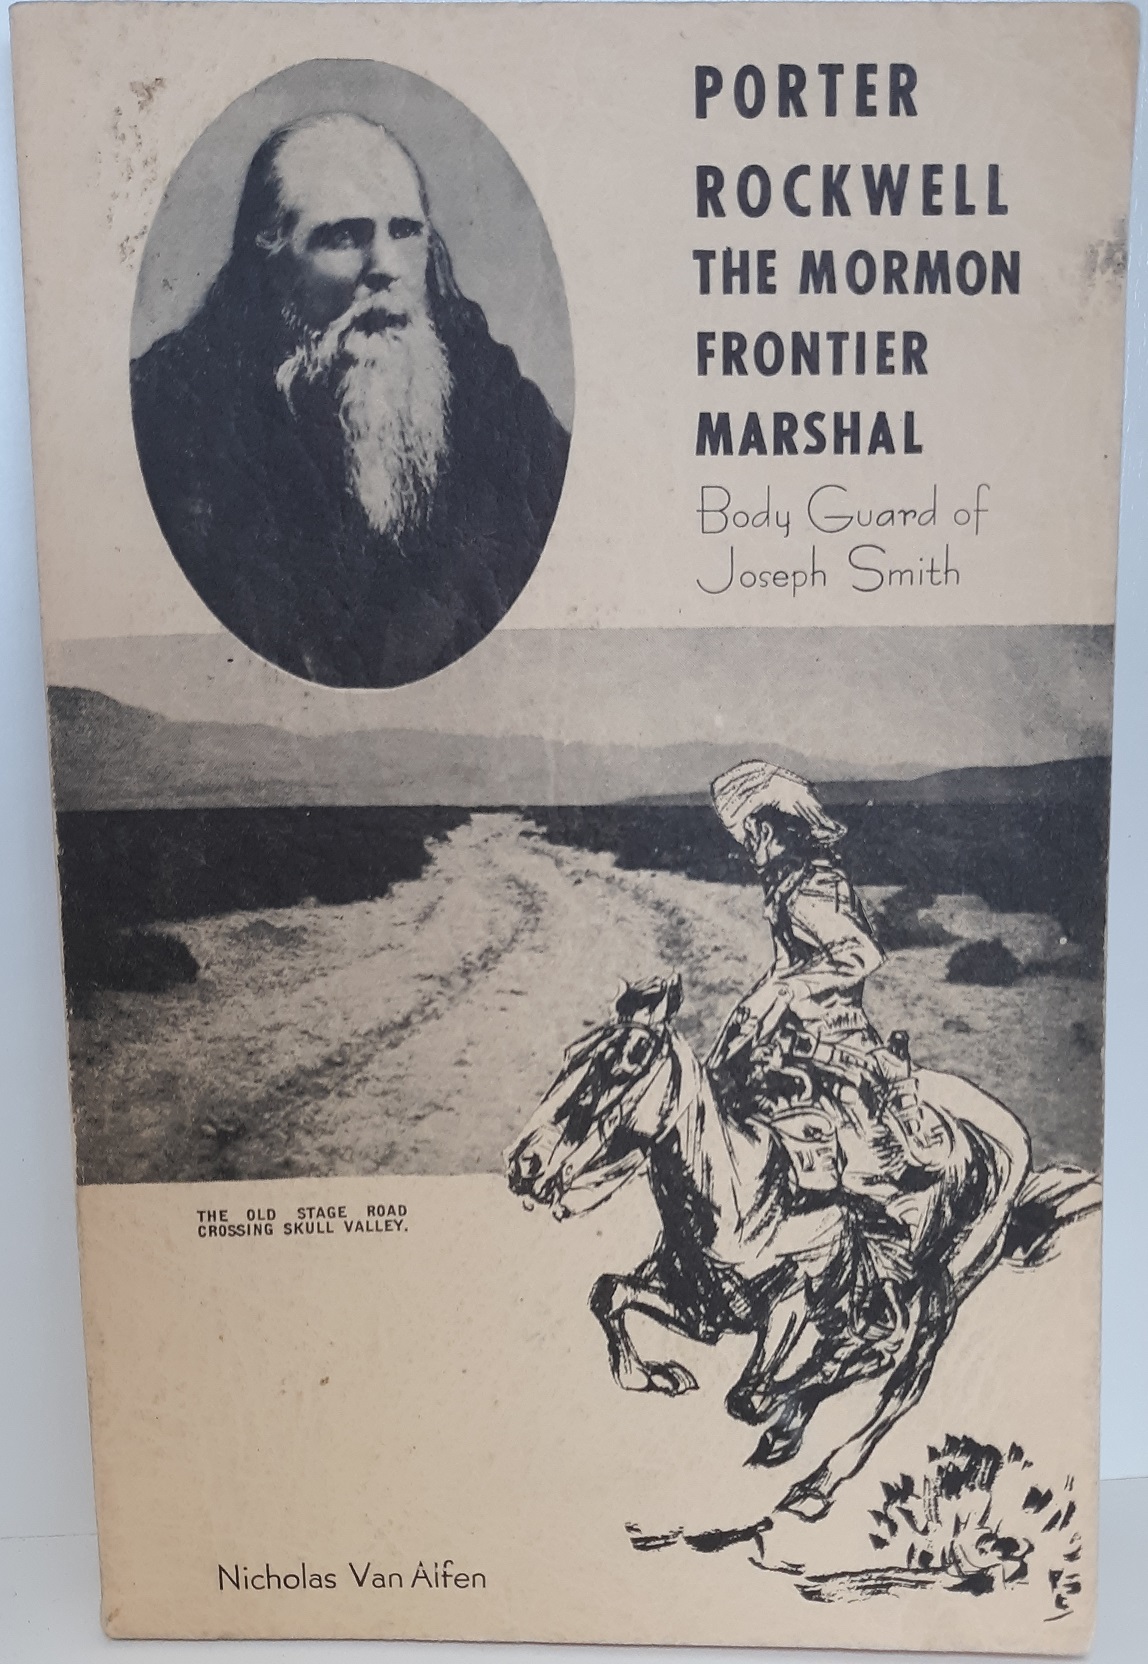 PORTER
ROCKWELL
THE MORMON
FRONTIER
MARSHAL
Body Guard of
Joseph Smith
THE OLD STAGE ROAD
CROSSING SKULL VALLEY.
Nicholas Van Alfen